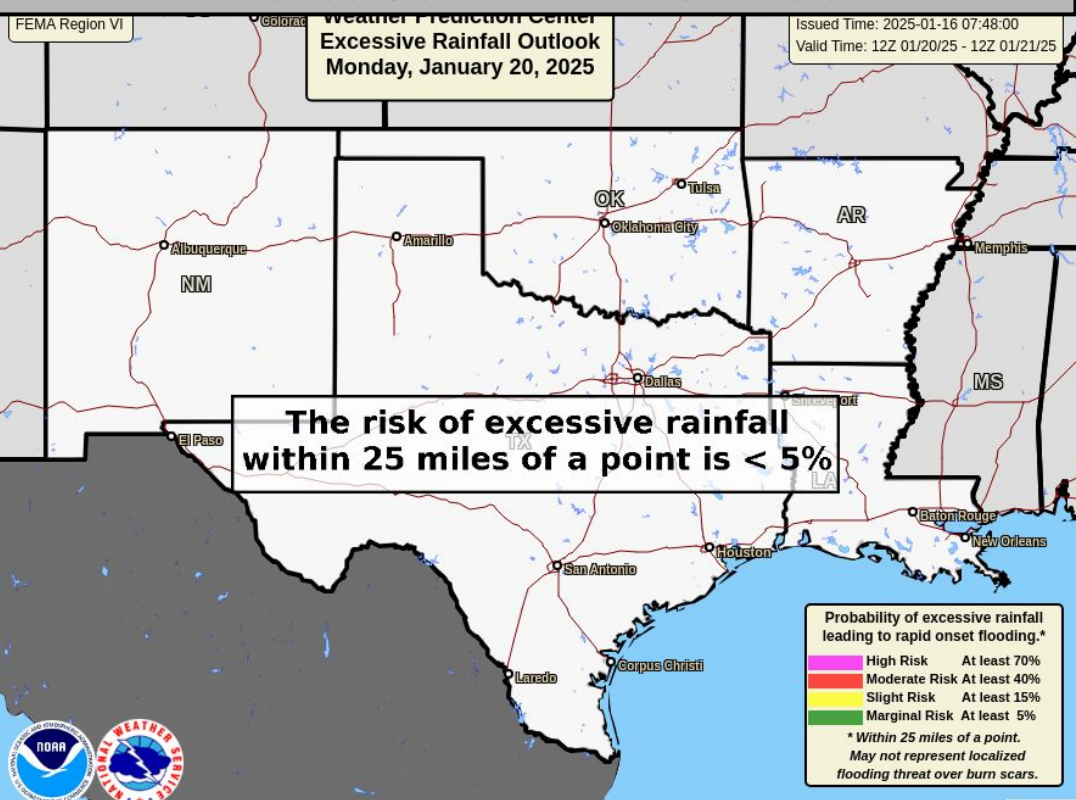 FEMA Region VI
Colorad
Weather Prediction Center
Excessive Rainfall Outlook
Monday, January 20, 2025
Issued Time: 2025-01-16 07:48:00
Valid Time: 12Z 01/20/25 - 12Z 01/21/25
OK
Tulsa
Oklahoma City
AR
Amarillo
Albuquerque
Memphis
NM
Dallas
MS
Shreveport
The risk of excessive rainfall
TX
within 25 miles of a point is < 5%
El Paso
LA
Baton Rouge
New Orleans
Houston
San Antonio
Corpus Christi
Laredo
Probability of excessive rainfall
leading to rapid onset flooding.*
High Risk At least 70%
Moderate Risk At least 40%
Slight Risk At least 15%
Marginal Risk At least 5%
* Within 25 miles of a point.
May not represent localized
flooding threat over burn scars.
NOAA
NATIONAL WEATHER SERVICE